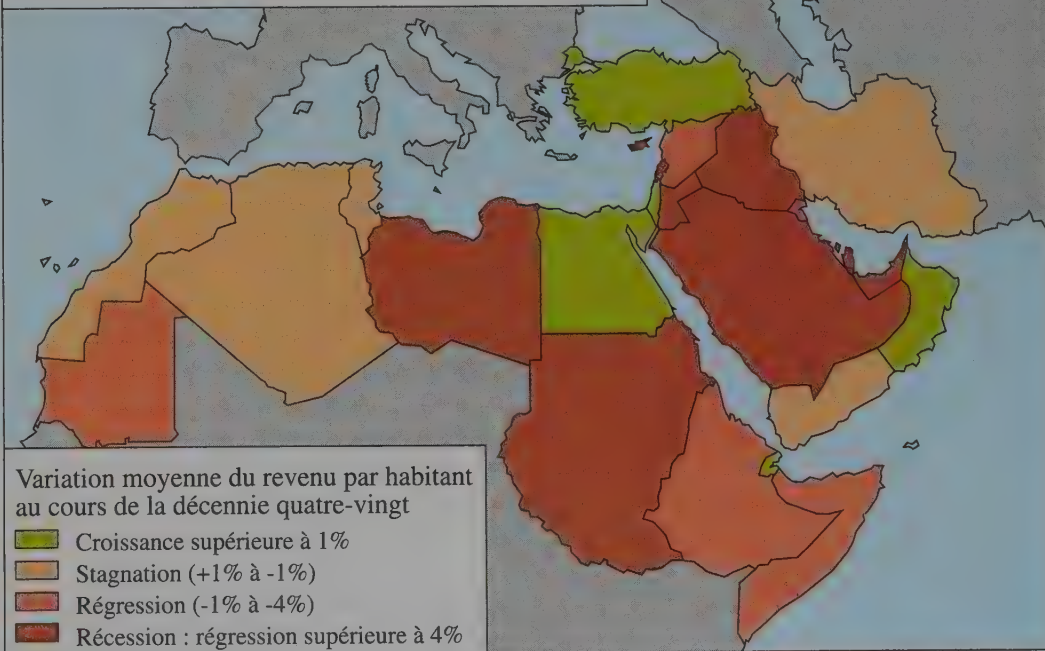 Variation moyenne du revenu par habitant
au cours de la décennie quatre-vingt
Croissance supérieure à 1%
Stagnation (+1% à -1%)
Régression (-1% à -4%)
Récession : régression supérieure à 4%